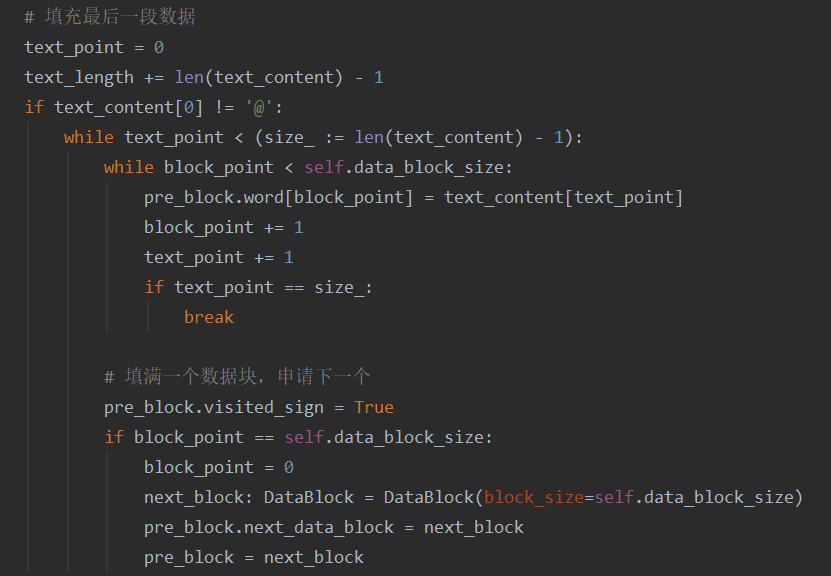 # 填充最后一段数据
text_point = 0
text_length += len(text_content) - 1
if text_content[0] != '@':
    while text_point < (size_ := len(text_content) - 1):
        while block_point < self.data_block_size:
            pre_block.word[block_point] = text_content[text_point]
            block_point += 1
            text_point += 1
            if text_point == size_:
                break

        # 填满一个数据块，申请下一个
        pre_block.visited_sign = True
        if block_point == self.data_block_size:
            block_point = 0
            next_block: DataBlock = DataBlock(block_size=self.data_block_size)
            pre_block.next_data_block = next_block
            pre_block = next_block